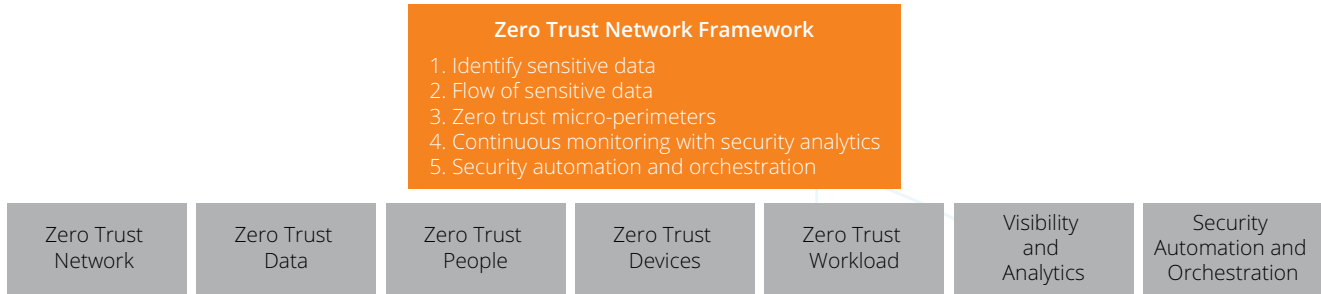 Zero Trust Network Framework
1. Identify sensitive data
2. Flow of sensitive data
3. Zero trust micro-perimeters
4. Continuous monitoring with security analytics
5. Security automation and orchestration
Zero Trust
Network
Zero Trust
Data
Zero Trust
People
Zero Trust
Devices
Zero Trust
Workload
Visibility
and
Analytics
Security
Automation and
Orchestration